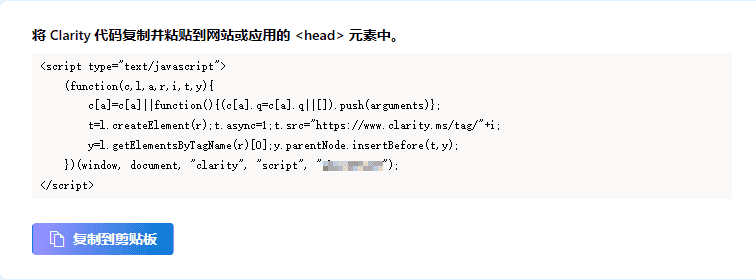 将 Clarity 代码复制并粘贴到网站或应用的 <head> 元素中。
<script type="text/javascript">
(function(c,l,a,r,i,t,y){
c[a]=c[a]||function(){(c[a].q=c[a].q||[]).push(arguments)};
t=l.createElement(r);t.async=1;t.src="https://www.clarity.ms/tag/"+i;
y=l.getElementsByTagName(r)[0];y.parentNode.insertBefore(t,y);
})(window, document, "clarity", "script", "");
</script>
复制到剪贴板